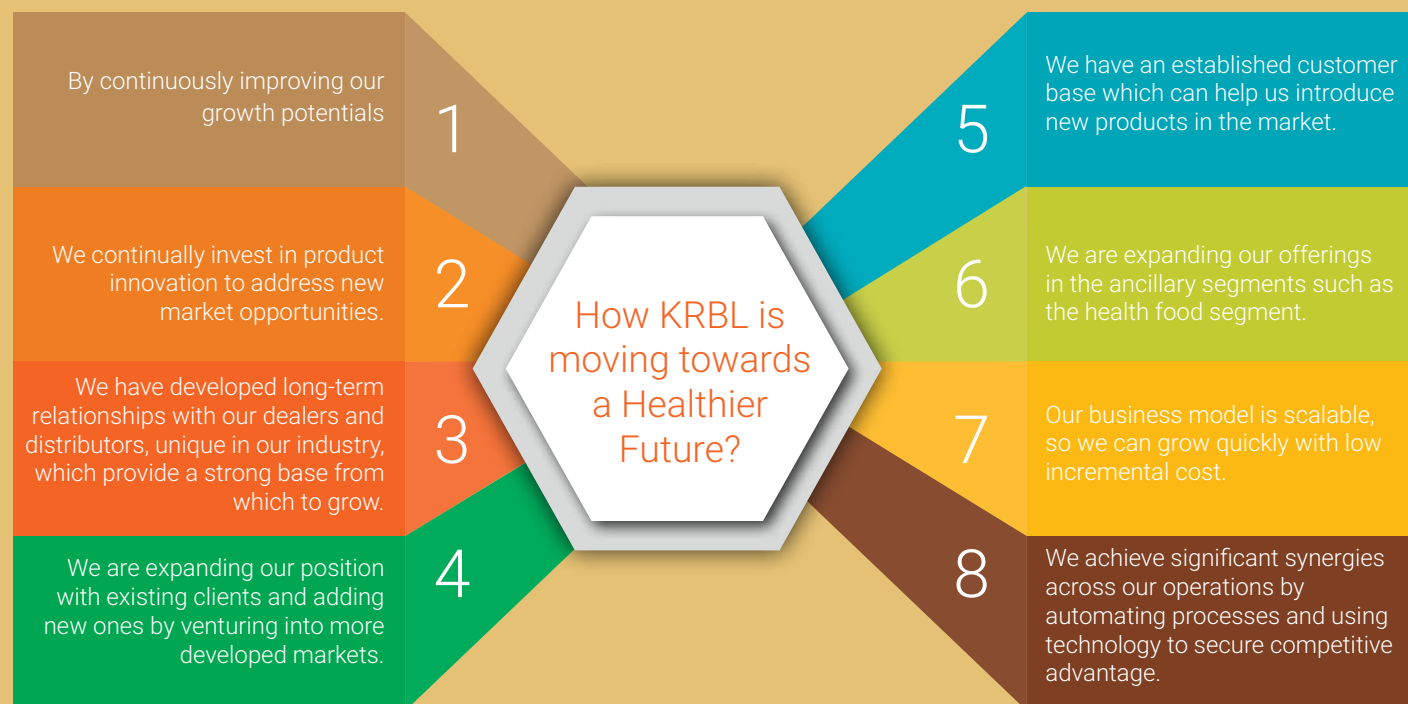 By continuously improving our
growth potentials
1
We continually invest in product
innovation to address new
market opportunities.
2
We have developed long-term
relationships with our dealers and
distributors, unique in our industry,
which provide a strong base from
which to grow.
3
We are expanding our position
with existing clients and adding
new ones by venturing into more
developed markets.
4
How KRBL is
moving towards
a Healthier
Future?
5
We have an established customer
base which can help us introduce
new products in the market.
6
We are expanding our offerings
in the ancillary segments such as
the health food segment.
7
Our business model is scalable,
so we can grow quickly with low
incremental cost.
8
We achieve significant synergies
across our operations by
automating processes and using
technology to secure competitive
advantage.